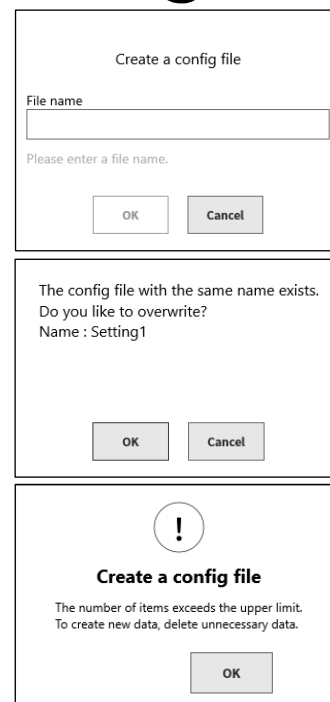 Create a config file
File name
Please enter a file name.
OK Cancel
The config file with the same name exists.
Do you like to overwrite?
Name : Setting1
OK Cancel
!
Create a config file
The number of items exceeds the upper limit.
To create new data, delete unnecessary data.
OK